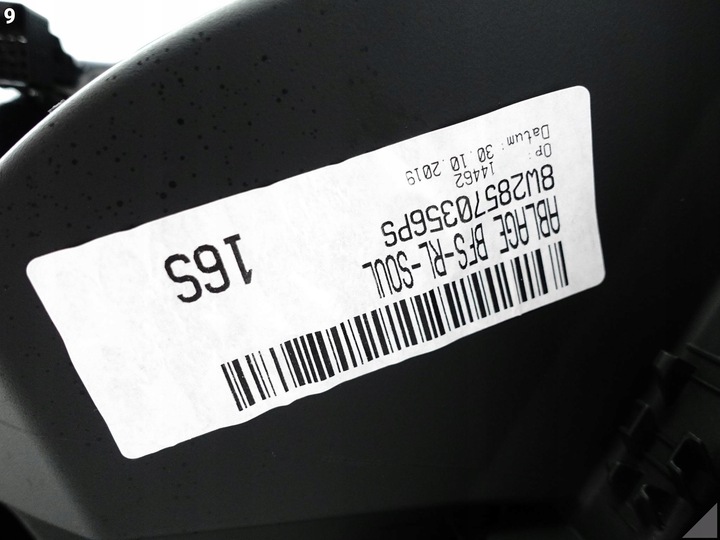 9
ABLAGE BFS-RL-SOUL
8W28570356PS
Op: 14462
Datum: 30.10.2019
16S